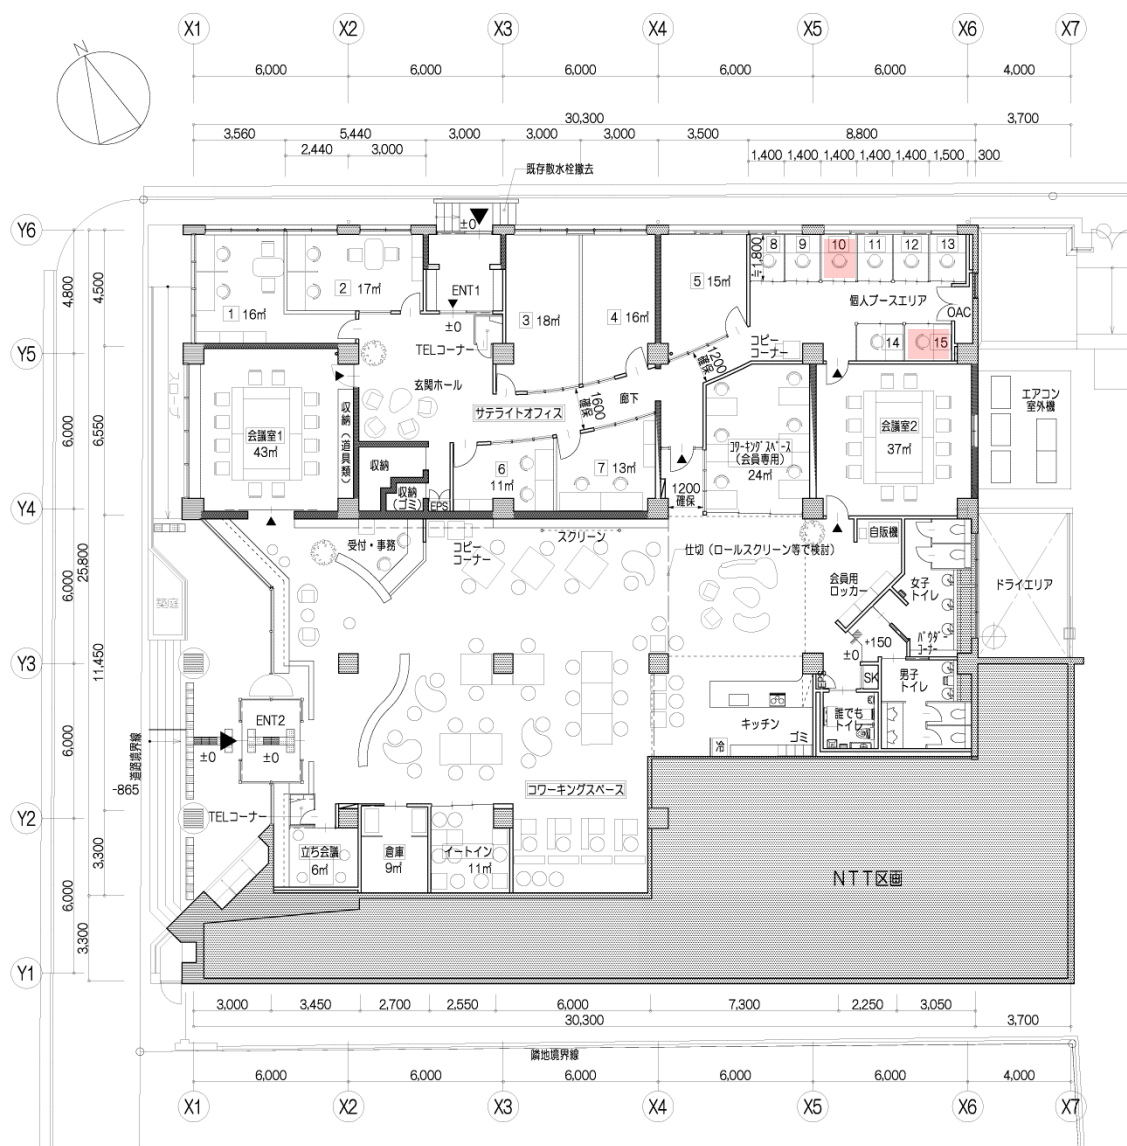 X1 X2 X3 X4 X5 X6 X7
N
6,000 6,000 6,000 6,000 6,000 4,000
30,300
3,560 5,440 3,000 3,000 3,000 3,500 8,800 3,700
2,440 3,000 1,400 1,400 1,400 1,400 1,400 1,500 300
既存散水栓撤去
Y6
±0
8 9 10 11 12 13
≒1,800
4,800
4,500
1 16㎡
2 17㎡
ENT1
±0
3 18㎡
4 16㎡
5 15㎡
個人ブースエリア
OAC
14 15
TELコーナー
コピー
コーナー
Y5
玄関ホール
1200
確保
廊下
サテライトオフィス
1600
確保
エアコン
室外機
6,000
6,650
会議室1
43㎡
収納(道具類)
収納
収納
(ゴミ)
EPS
6
11㎡
7 13㎡
コワーキングスペース
(会員専用)
24㎡
会議室2
37㎡
1200
確保
Y4
受付・事務
コピー
コーナー
スクリーン
仕切(ロールスクリーン等で検討)
自販機
会員用
ロッカー
女子
トイレ
ドライエリア
6,000
25,800
パウダー
コーナー
+150
±0
Y3
11,450
EPS
SK
男子
トイレ
ENT2
±0
±0
キッチン
誰でも
トイレ
冷
ゴミ
6,000
道路境界線
-865
コワーキングスペース
Y2
TELコーナー
立ち会議
6㎡
倉庫
9㎡
イートイン
11㎡
3,300
NTT区画
6,000
3,300
Y1
3,000 3,450 2,700 2,550 6,000 7,300 2,250 3,050
30,300 3,700
隣地境界線
6,000 6,000 6,000 6,000 6,000 4,000
X1 X2 X3 X4 X5 X6 X7